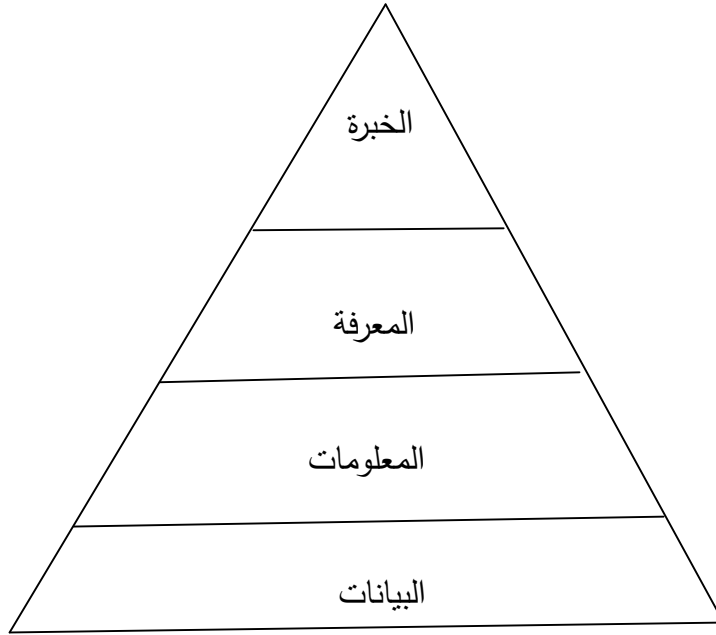 الخبرة
المعرفة
المعلومات
البيانات